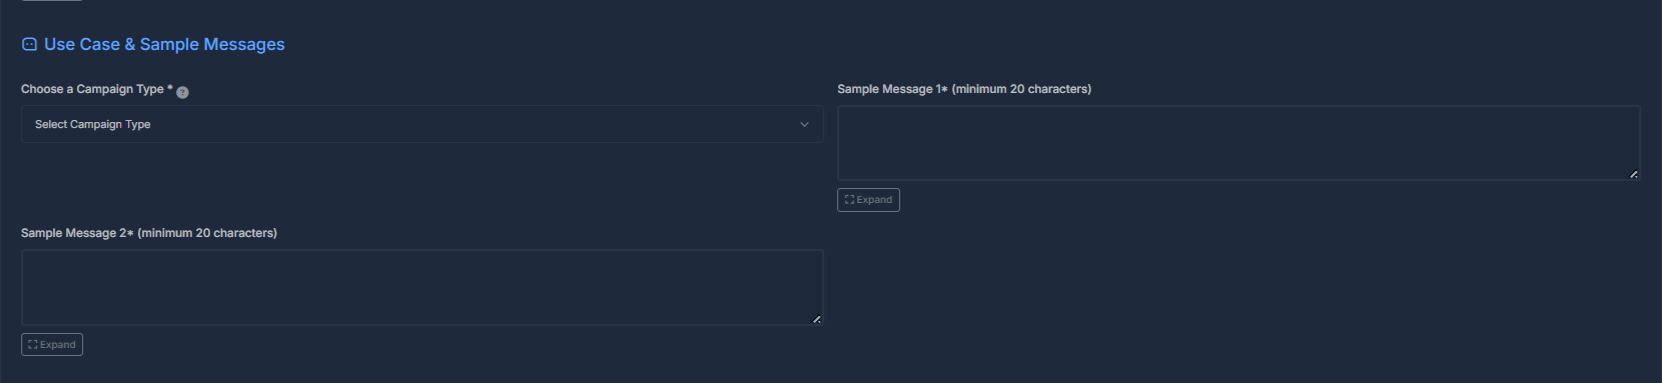 Use Case & Sample Messages
Choose a Campaign Type * ?
Select Campaign Type
Sample Message 1* (minimum 20 characters)
Expand
Sample Message 2* (minimum 20 characters)
Expand